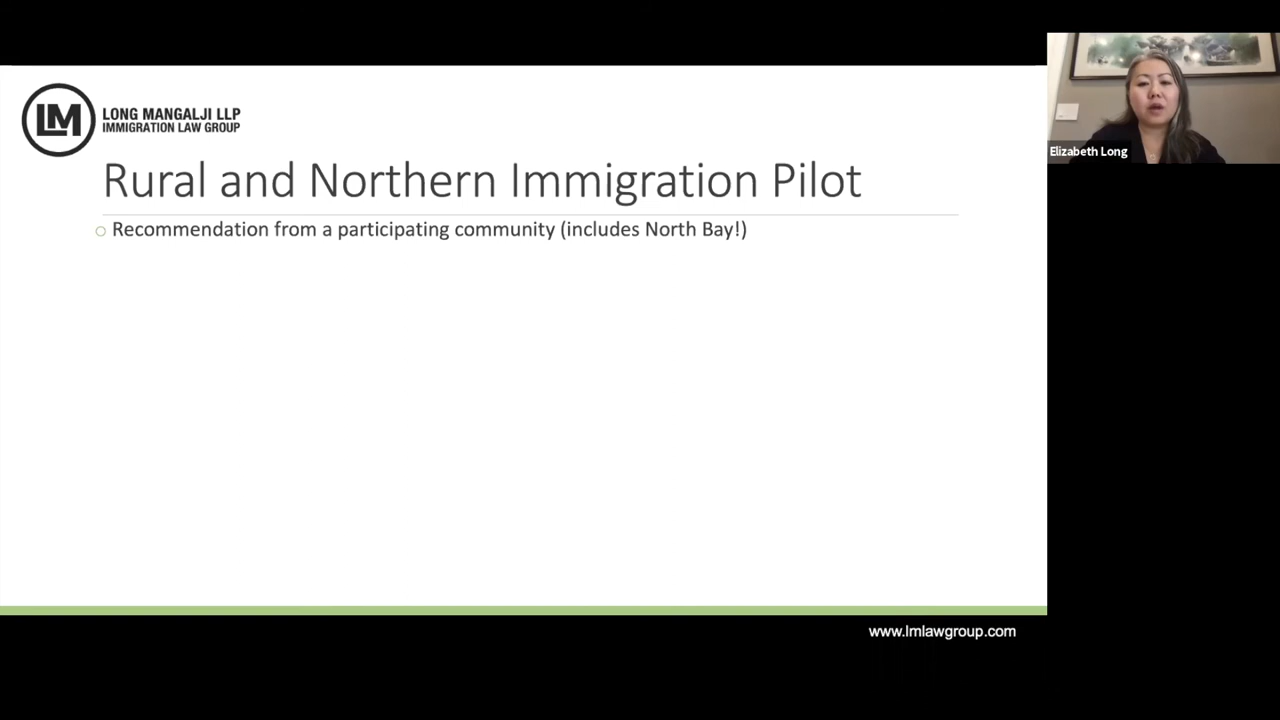 LM
LONG MANGALJI LLP
IMMIGRATION LAW GROUP
Rural and Northern Immigration Pilot
Recommendation from a participating community (includes North Bay!)
Elizabeth Long
www.lmlawgroup.com